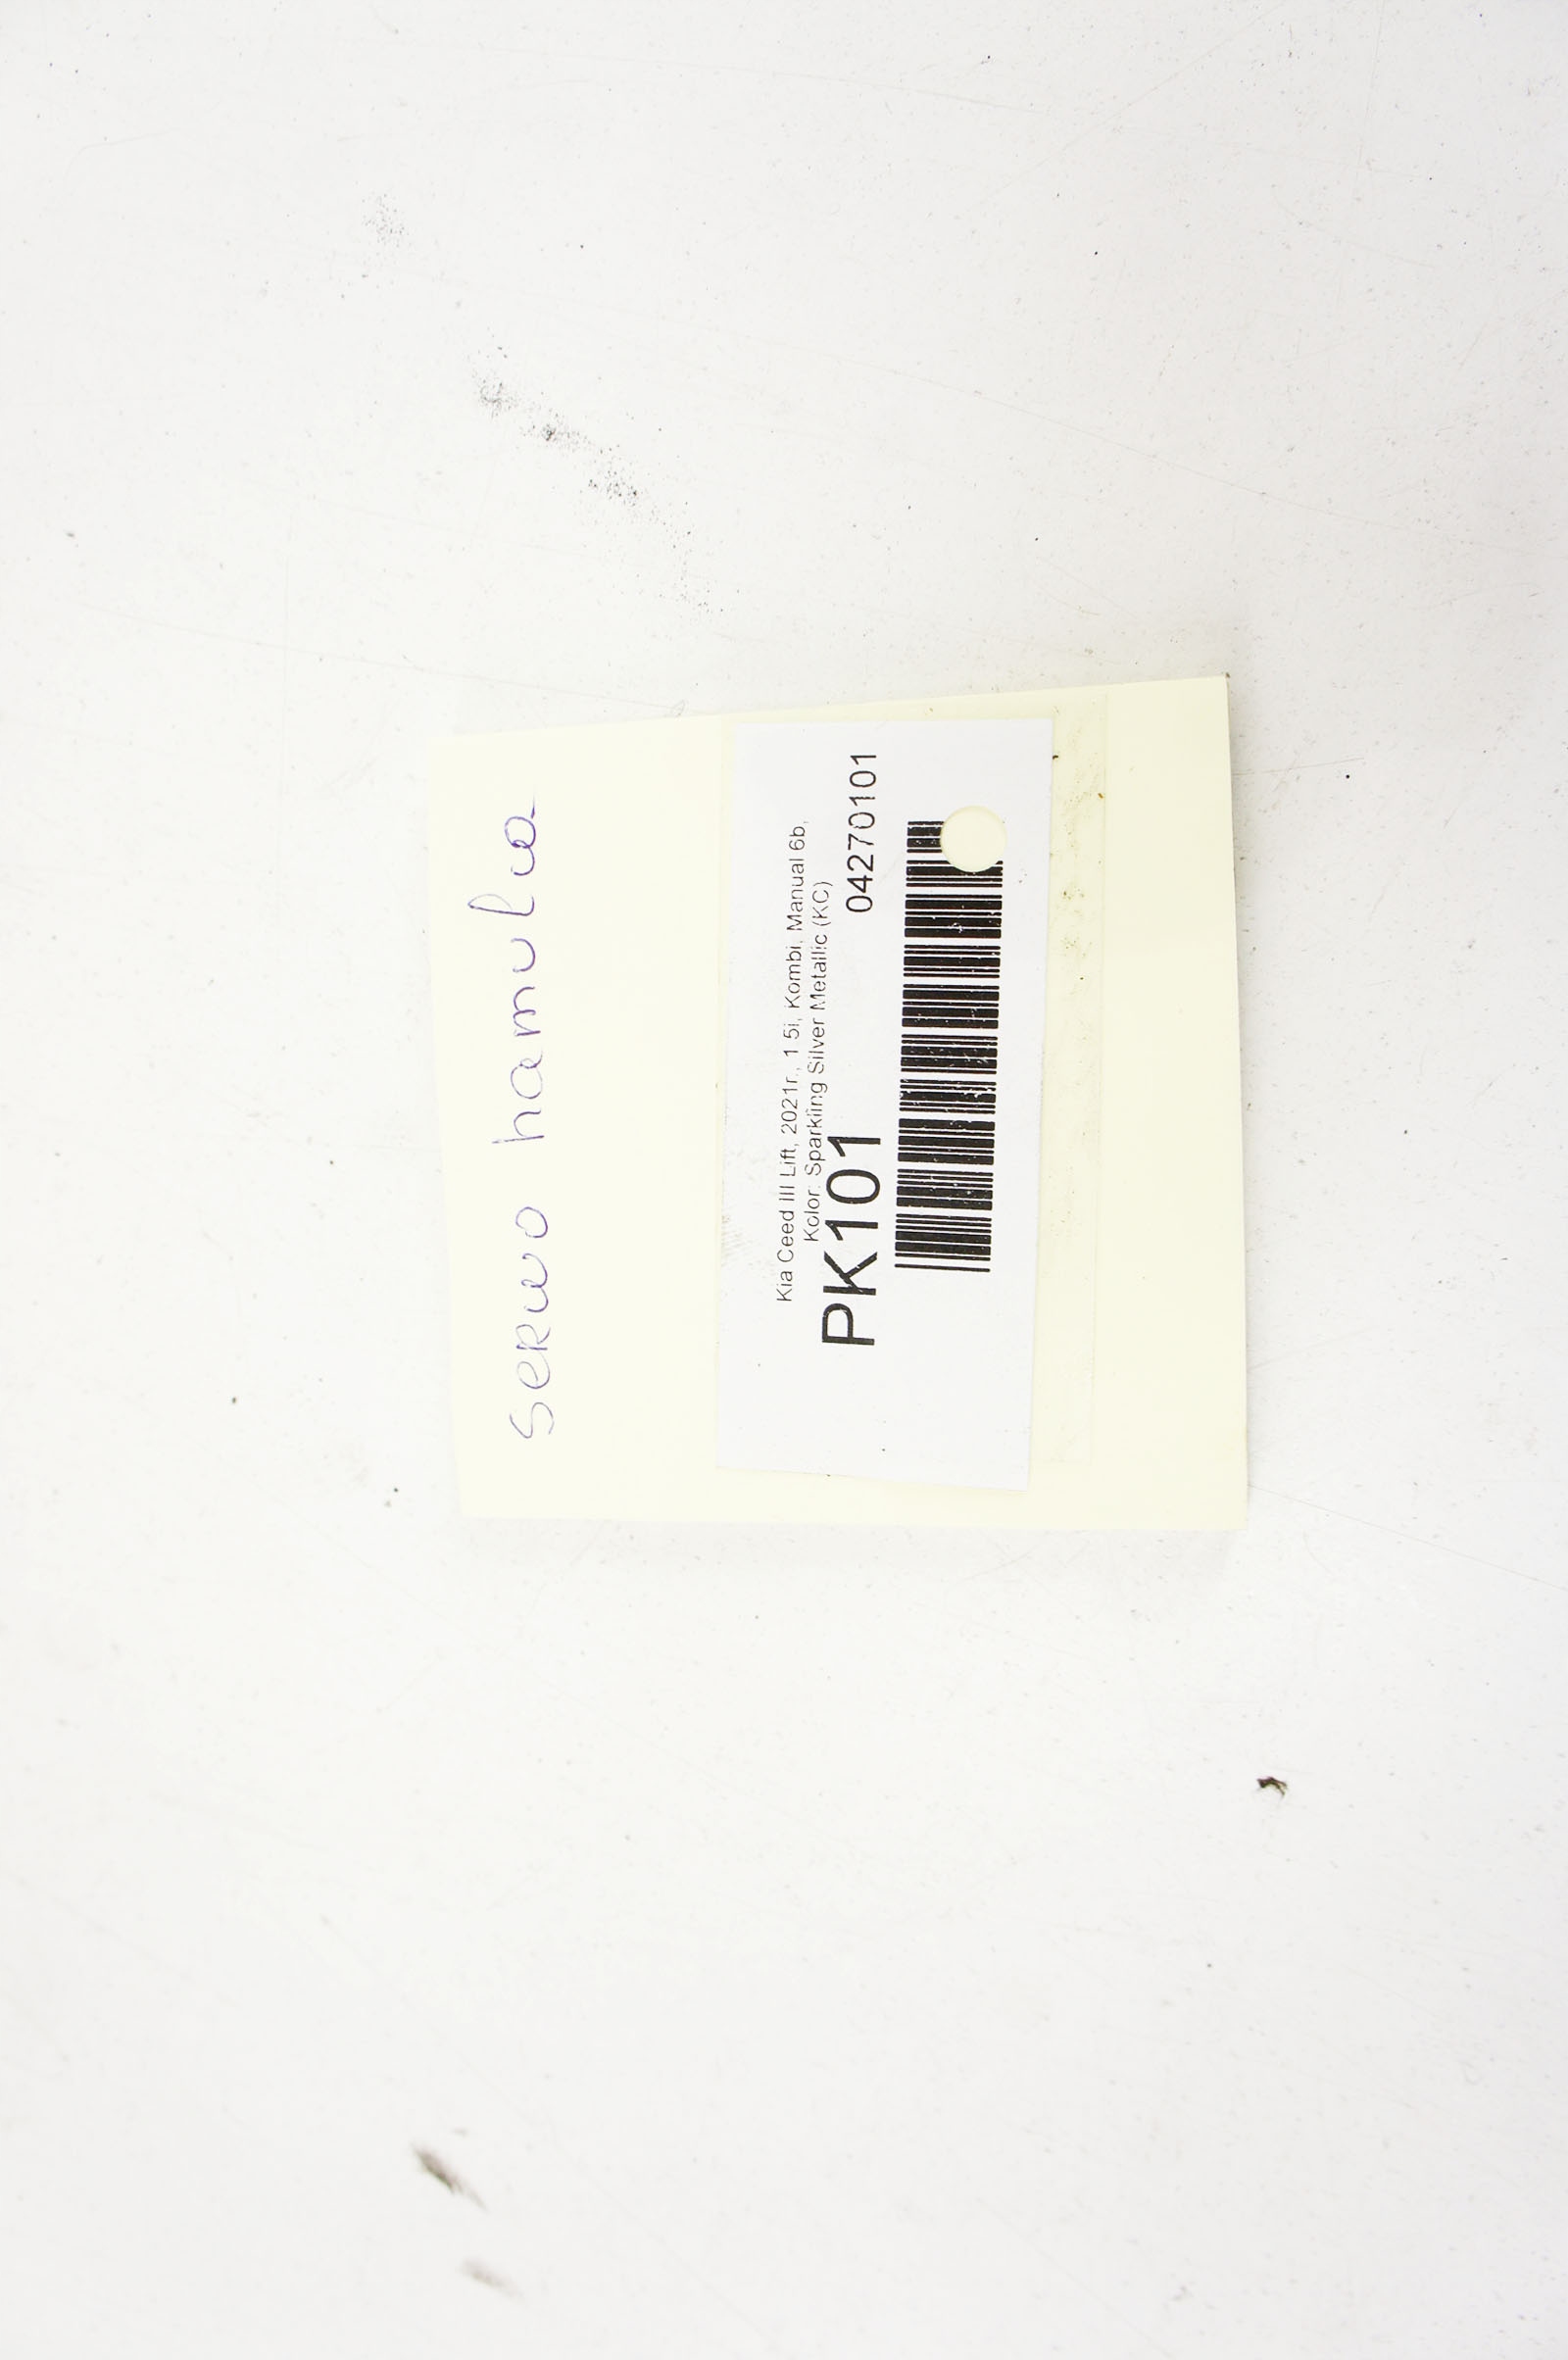 Serwo hamulca
Kia Ceed III Lift, 2021r., 1.5i, Kombi, Manual 6b,
Kolor: Sparkling Silver Metallic (KC)
PK101 04270101